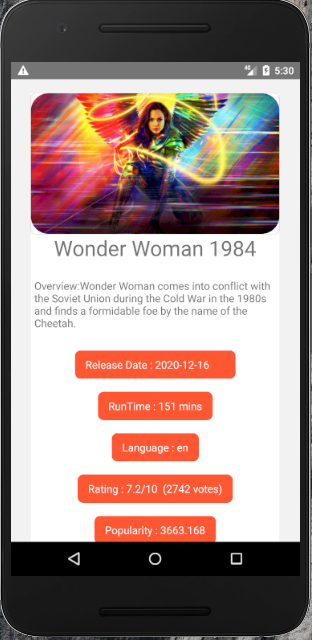 4G 5:30
Wonder Woman 1984
Overview:Wonder Woman comes into conflict with
the Soviet Union during the Cold War in the 1980s
and finds a formidable foe by the name of the
Cheetah.
Release Date : 2020-12-16
RunTime : 151 mins
Language : en
Rating : 7.2/10  (2742 votes)
Popularity : 3663.168